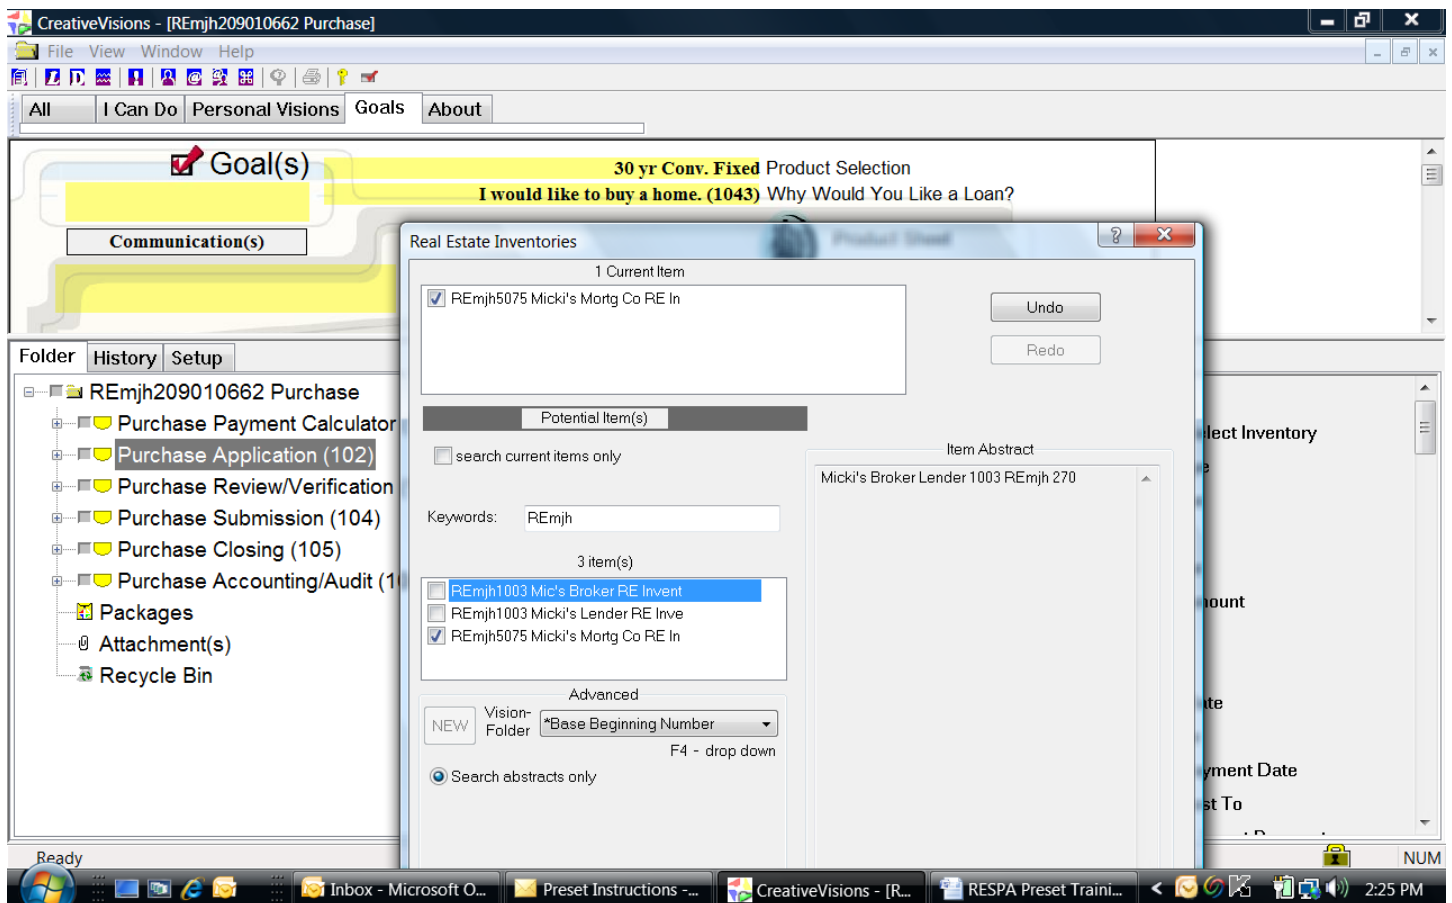 CreativeVisions - [REmjh209010662 Purchase]
File View Window Help
All I Can Do Personal Visions Goals About
Goal(s)
30 yr Conv. Fixed Product Selection
I would like to buy a home. (1043) Why Would You Like a Loan?
Communication(s)
Product Sheet
Real Estate Inventories
1 Current Item
REmjh5075 Micki's Mortg Co RE In
Undo
Redo
Potential Item(s)
search current items only
Keywords: REmjh
3 item(s)
REmjh1003 Mic's Broker RE Invent
REmjh1003 Micki's Lender RE Inve
REmjh5075 Micki's Mortg Co RE In
Advanced
NEW Vision-Folder *Base Beginning Number
F4 - drop down
Search abstracts only
Item Abstract
Micki's Broker Lender 1003 REmjh 270
Folder History Setup
REmjh209010662 Purchase
Purchase Payment Calculator
Purchase Application (102)
Purchase Review/Verification
Purchase Submission (104)
Purchase Closing (105)
Purchase Accounting/Audit (10
Packages
Attachment(s)
Recycle Bin
lect Inventory
ount
te
yment Date
st To
Ready
NUM
Inbox - Microsoft O...
Preset Instructions -...
CreativeVisions - [R...
RESPA Preset Traini...
2:25 PM